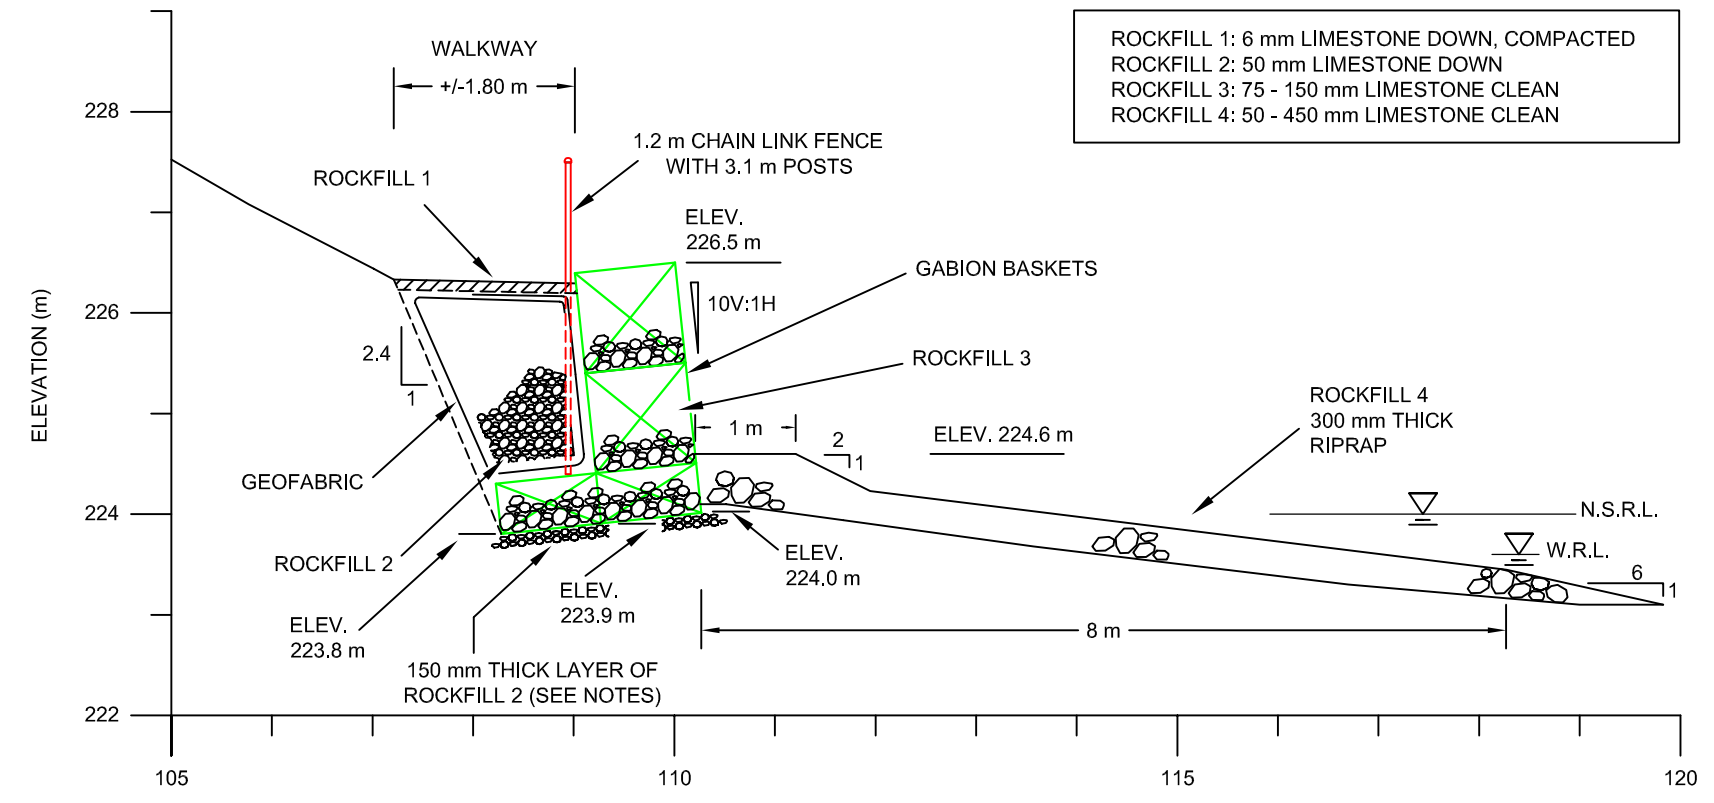 ROCKFILL 1: 6 mm LIMESTONE DOWN, COMPACTED
ROCKFILL 2: 50 mm LIMESTONE DOWN
ROCKFILL 3: 75 - 150 mm LIMESTONE CLEAN
ROCKFILL 4: 50 - 450 mm LIMESTONE CLEAN
WALKWAY
+/-1.80 m
1.2 m CHAIN LINK FENCE
WITH 3.1 m POSTS
ROCKFILL 1
ELEV.
226.5 m
GABION BASKETS
10V:1H
2.4
1
ROCKFILL 3
ROCKFILL 4
300 mm THICK
RIPRAP
1 m
2
1
ELEV. 224.6 m
GEOFABRIC
N.S.R.L.
W.R.L.
6
1
ROCKFILL 2
ELEV.
224.0 m
ELEV.
223.9 m
ELEV.
223.8 m
8 m
150 mm THICK LAYER OF
ROCKFILL 2 (SEE NOTES)
ELEVATION (m)
228
226
224
222
105
110
115
120